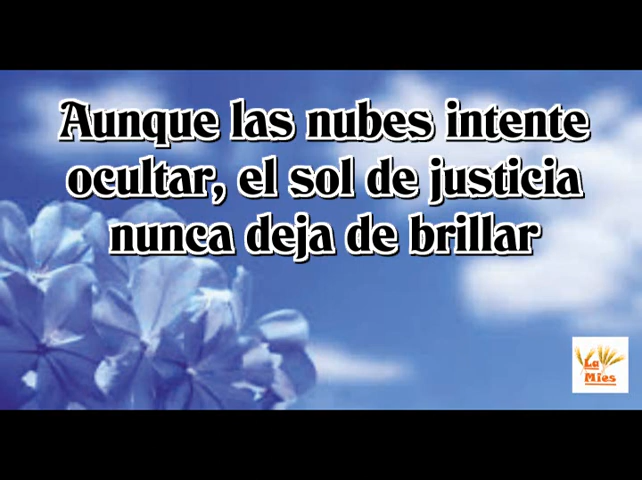 Aunque las nubes intente
ocultar, el sol de justicia
nunca deja de brillar
La
Mies